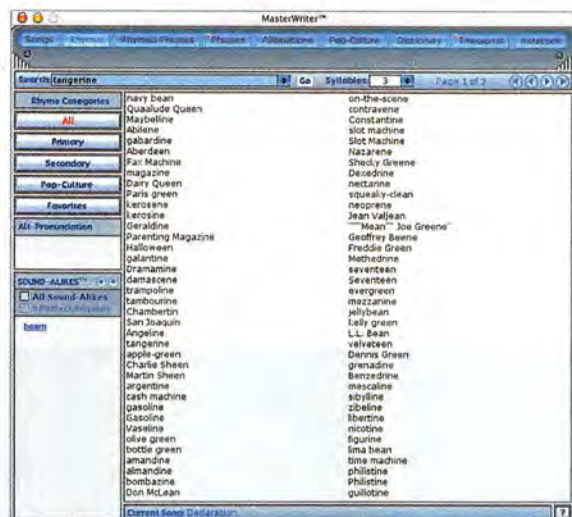 MasterWriter™
Songs Rhymes Rhymed-Phrases Phrases Alliterations Pop-Culture Dictionary Thesaurus Notebook
Search: tangerine Go Syllables: 3 Page 1 of 2
Rhyme Categories
All
Primary
Secondary
Pop-Culture
Favorites
Alt-Pronunciation
SOUND-ALIKES™
All Sound-Alikes
beam
navy bean
Quaalude Queen
Maybelline
Abilene
gabardine
Aberdeen
Fax Machine
magazine
Dairy Queen
Paris green
kerosene
kerosine
Geraldine
Parenting Magazine
Halloween
galantine
Dramamine
damascene
trampoline
tambourine
Chambertin
San Joaquin
Angeline
tangerine
apple-green
Charlie Sheen
Martin Sheen
argentine
cash machine
gasoline
Gasoline
Vaseline
olive green
bottle green
amandine
almandine
bombazine
Don McLean
on-the-scene
contravene
Constantine
slot machine
Slot Machine
Nazarene
Shecky Greene
Dexedrine
nectarine
squeaky-clean
neoprene
Jean Valjean
""Mean"" Joe Greene"
Geoffrey Beene
Freddie Green
Methedrine
seventeen
Seventeen
evergreen
mezzanine
jellybean
kelly green
L.L. Bean
velveteen
Dennis Green
grenadine
Benzedrine
mescaline
sibylline
zibeline
libertine
nicotine
figurine
lima bean
time machine
philistine
Philistine
guillotine
Current Song: Declaration ?